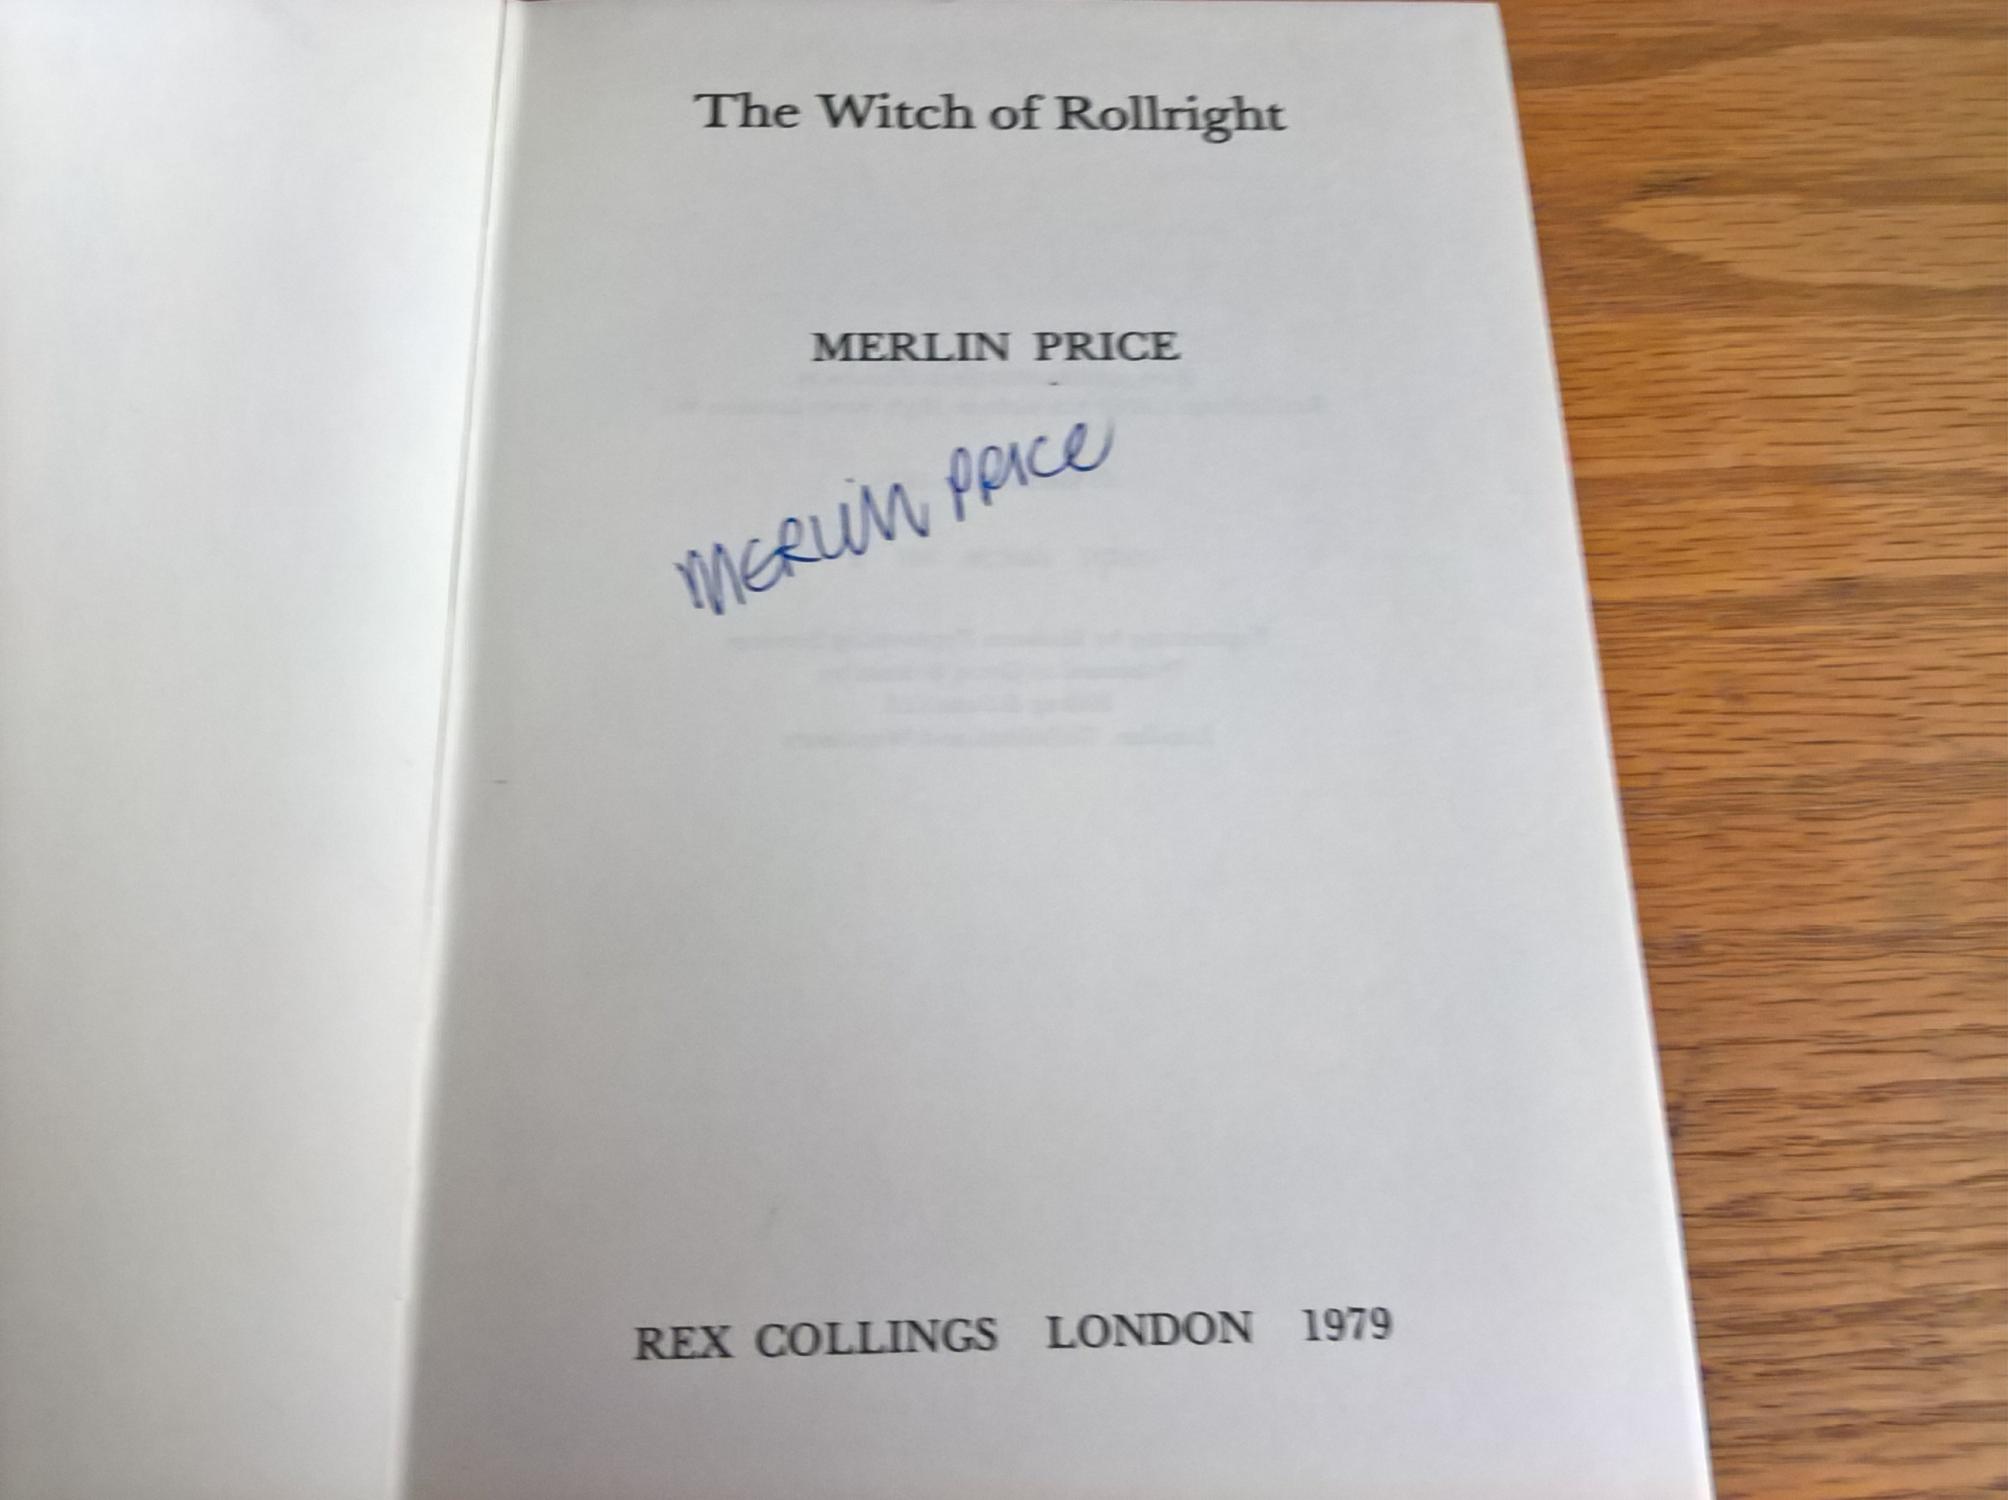 The Witch of Rollright
MERLIN PRICE
MERLiN PRICe
REX COLLINGS LONDON 1979